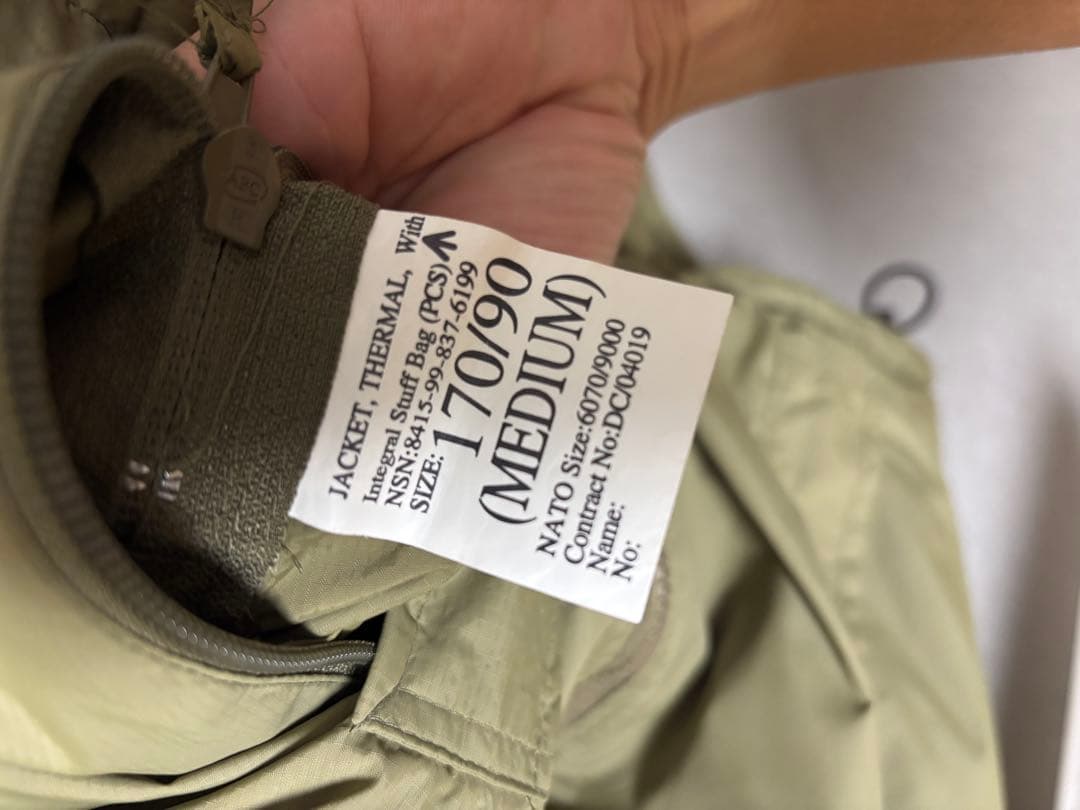 JACKET, THERMAL, With
Integral Stuff Bag (PCS)
NSN:8415-99-837-6199
SIZE: 170/90
(MEDIUM)
NATO Size:6070/9000
Contract No:DC/04019
Name:
No: